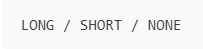 LONG / SHORT / NONE